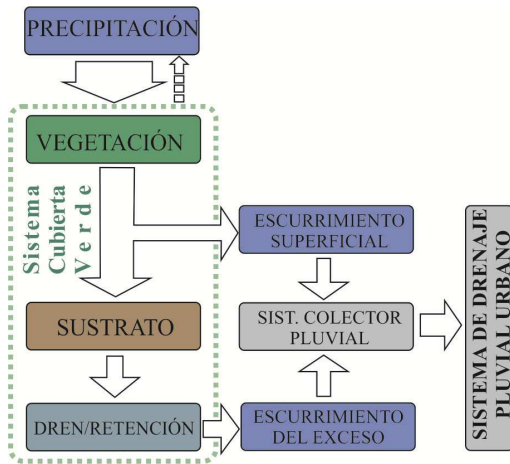 PRECIPITACIÓN
VEGETACIÓN
Sistema
Cubierta
Verde
ESCURRIMIENTO
SUPERFICIAL
SUSTRATO
SIST. COLECTOR
PLUVIAL
DREN/RETENCIÓN
ESCURRIMIENTO
DEL EXCESO
SISTEMA DE DRENAJE
PLUVIAL URBANO